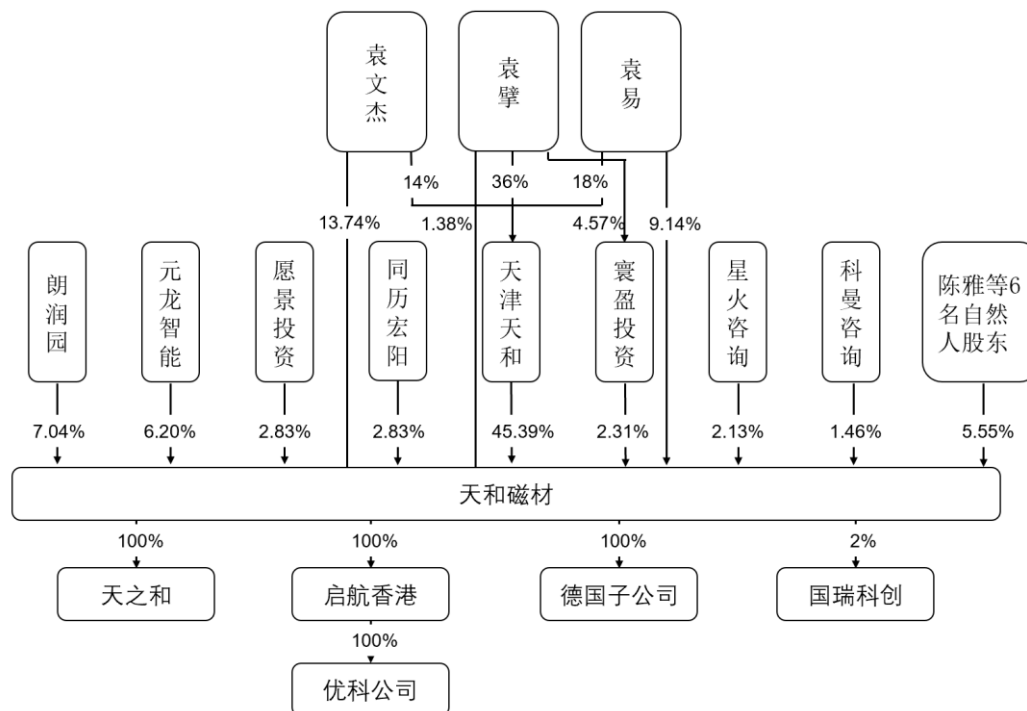 袁文杰
袁擘
袁易
14%
36%
18%
13.74%
1.38%
4.57%
9.14%
朗润园
元龙智能
愿景投资
同历宏阳
天津天和
寰盈投资
星火咨询
科曼咨询
陈雅等6
名自然
人股东
7.04%
6.20%
2.83%
2.83%
45.39%
2.31%
2.13%
1.46%
5.55%
天和磁材
100%
100%
100%
2%
天之和
启航香港
德国子公司
国瑞科创
100%
优科公司